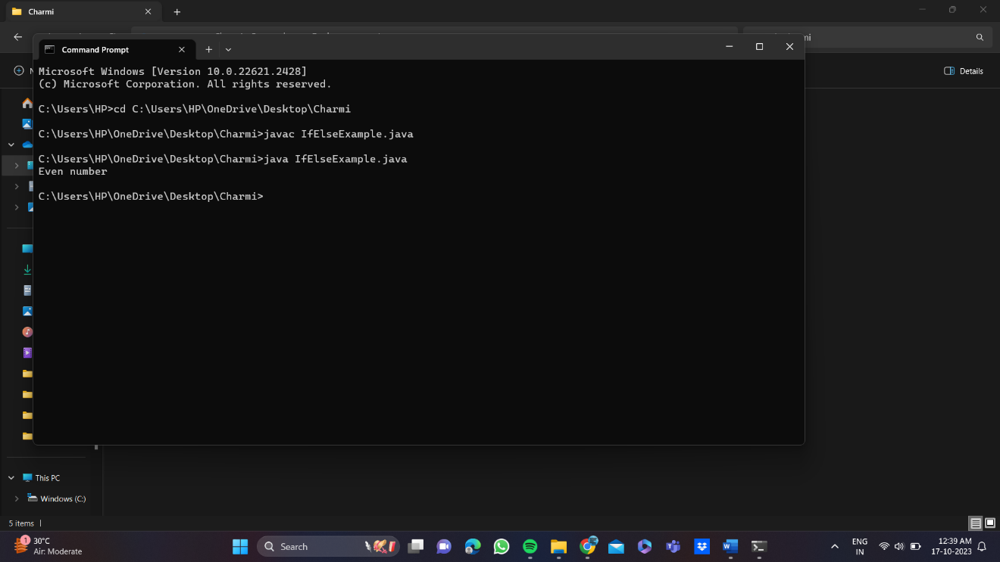 Charmi
Command Prompt
mi
N
Details
Microsoft Windows [Version 10.0.22621.2428]
(c) Microsoft Corporation. All rights reserved.
C:\Users\HP>cd C:\Users\HP\OneDrive\Desktop\Charmi
C:\Users\HP\OneDrive\Desktop\Charmi>javac IfElseExample.java
C:\Users\HP\OneDrive\Desktop\Charmi>java IfElseExample.java
Even number
C:\Users\HP\OneDrive\Desktop\Charmi>
This PC
Windows (C:)
5 items
1
30°C
Air: Moderate
Search
ENG
IN
12:39 AM
17-10-2023